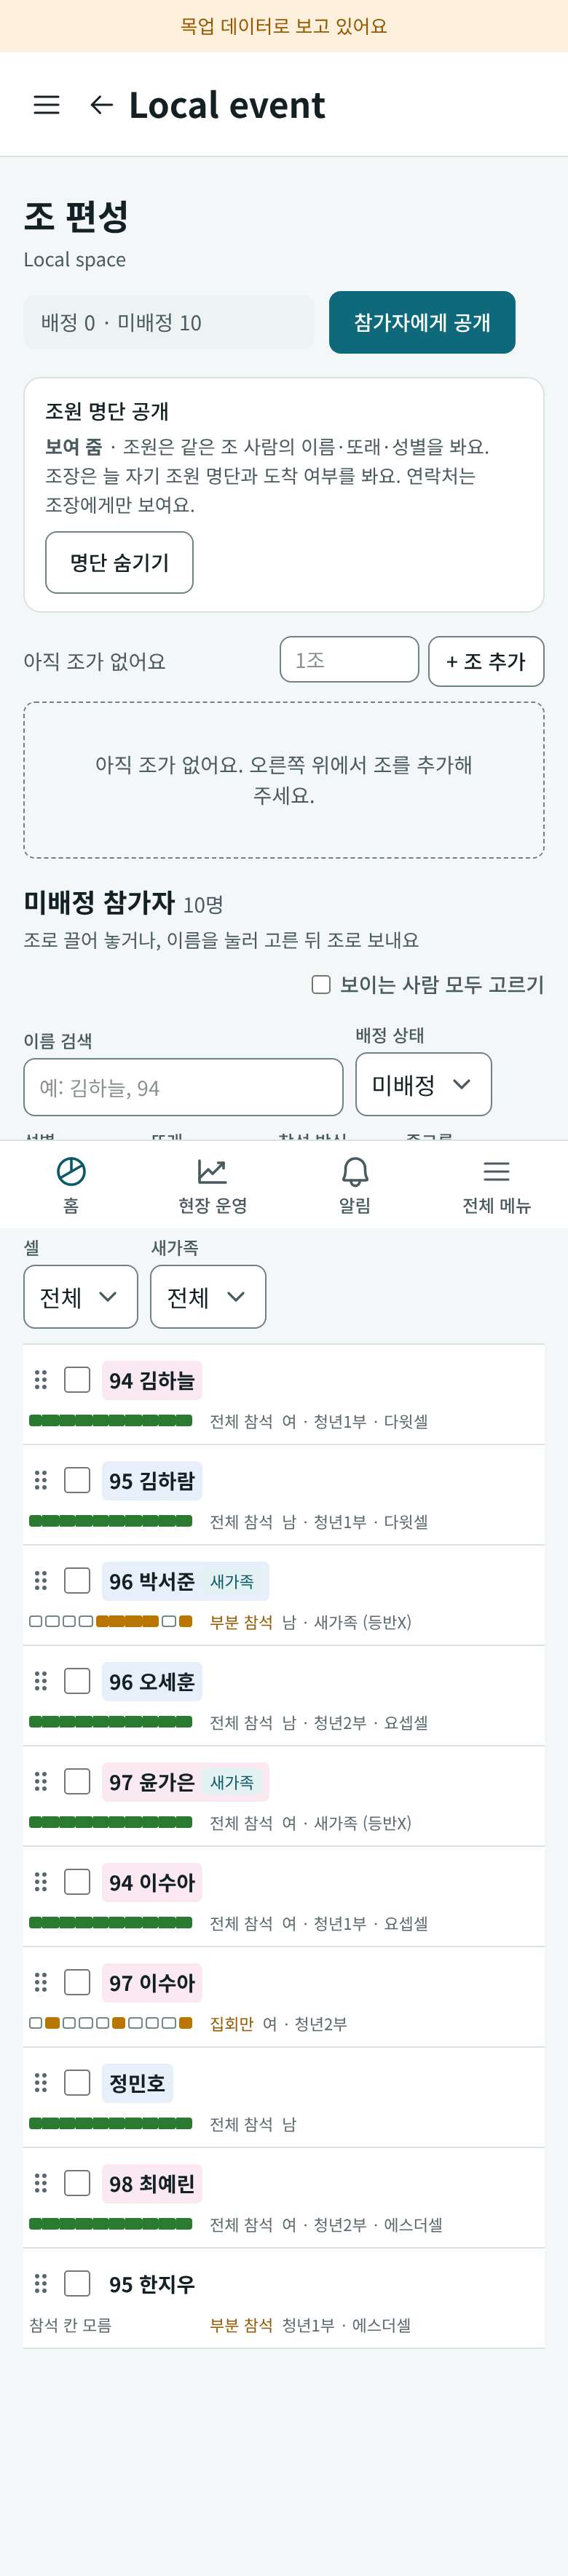 목업 데이터로 보고 있어요
Local event
조 편성
Local space
배정 0 · 미배정 10
참가자에게 공개
조원 명단 공개
보여 줌 · 조원은 같은 조 사람의 이름·또래·성별을 봐요.
조장은 늘 자기 조원 명단과 도착 여부를 봐요. 연락처는
조장에게만 보여요.
명단 숨기기
아직 조가 없어요
1조
+ 조 추가
아직 조가 없어요. 오른쪽 위에서 조를 추가해
주세요.
미배정 참가자 10명
조로 끌어 놓거나, 이름을 눌러 고른 뒤 조로 보내요
보이는 사람 모두 고르기
이름 검색
배정 상태
예: 김하늘, 94
미배정
홈
현장 운영
알림
전체 메뉴
셀
새가족
전체
전체
94 김하늘
전체 참석 여 · 청년1부 · 다윗셀
95 김하람
전체 참석 남 · 청년1부 · 다윗셀
96 박서준 새가족
부분 참석 남 · 새가족 (등반X)
96 오세훈
전체 참석 남 · 청년2부 · 요셉셀
97 윤가은 새가족
전체 참석 여 · 새가족 (등반X)
94 이수아
전체 참석 여 · 청년1부 · 요셉셀
97 이수아
집회만 여 · 청년2부
정민호
전체 참석 남
98 최예린
전체 참석 여 · 청년2부 · 에스더셀
95 한지우
참석 칸 모름
부분 참석 청년1부 · 에스더셀